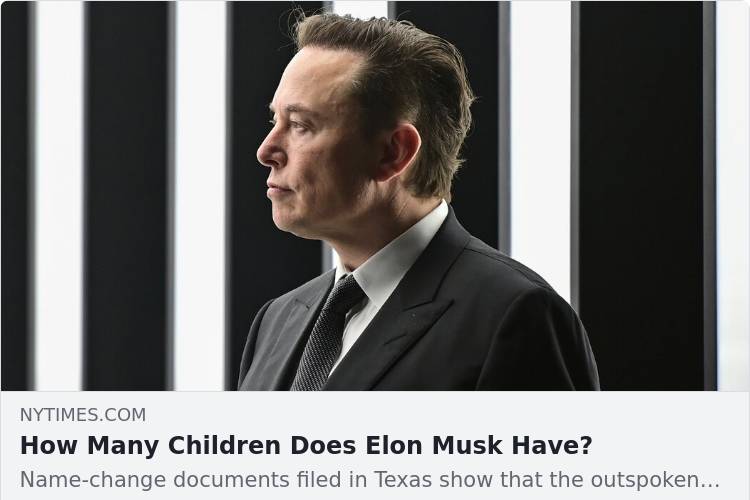 NYTIMES.COM
How Many Children Does Elon Musk Have?
Name-change documents filed in Texas show that the outspoken…